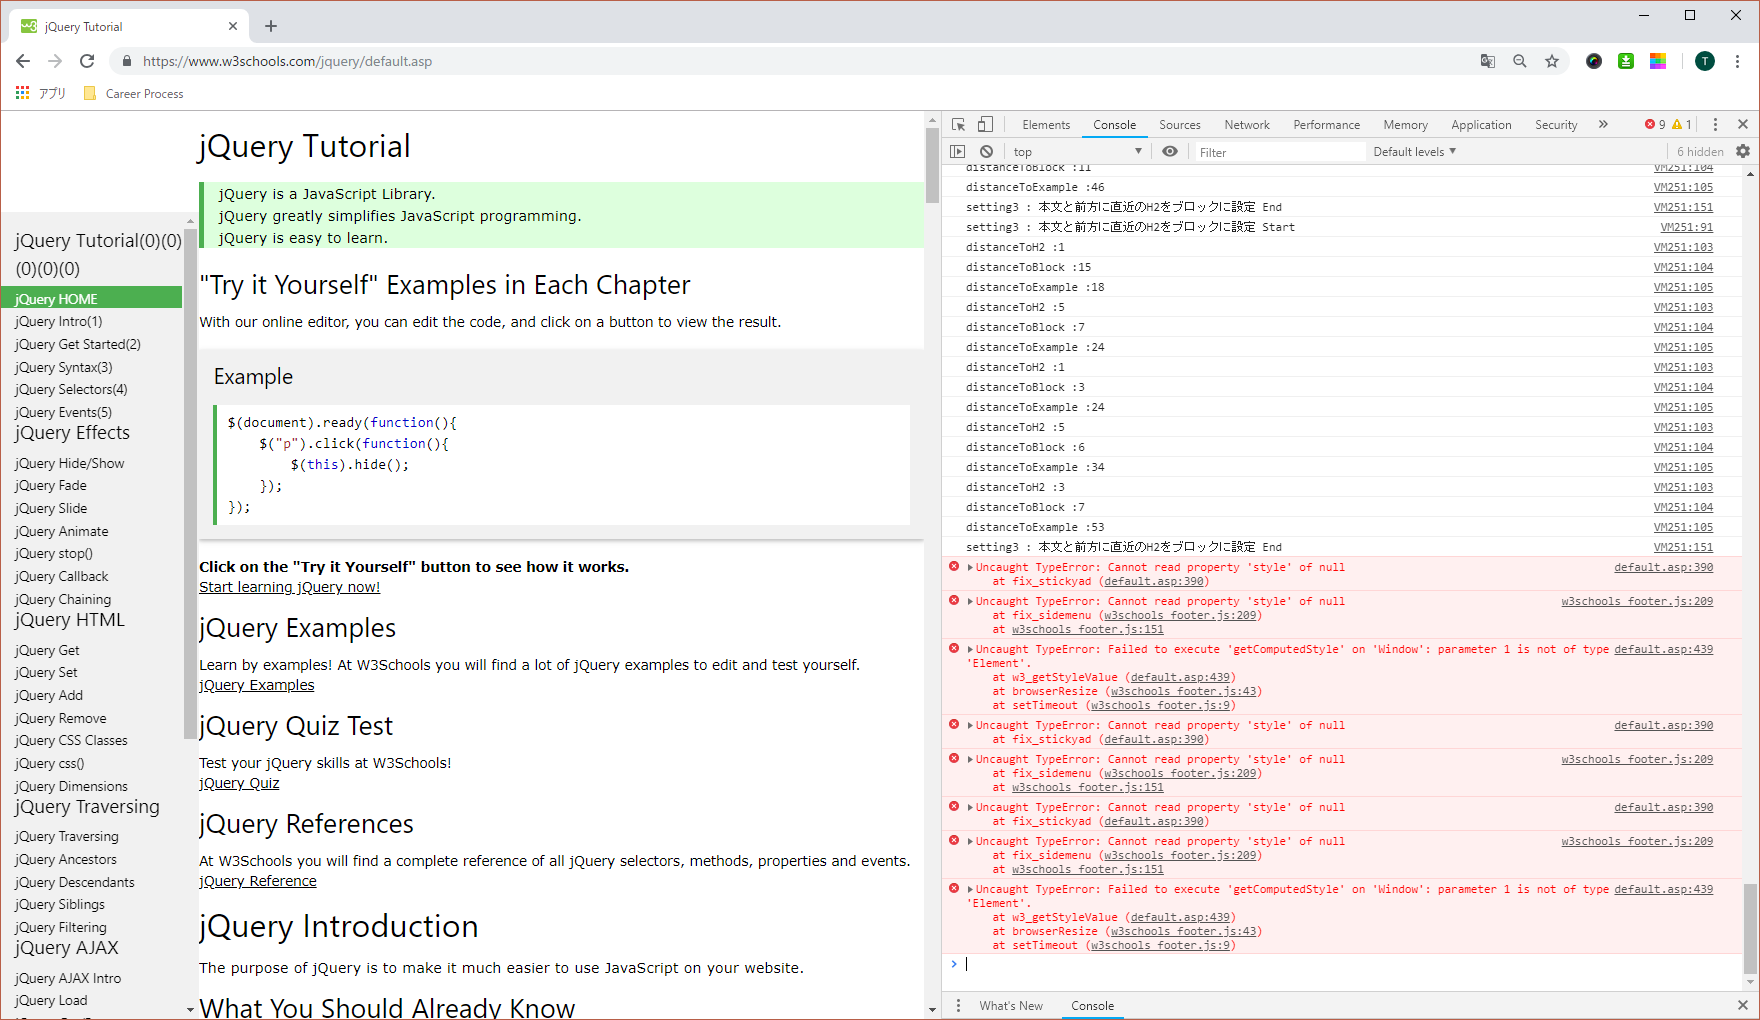 jQuery Tutorial
https://www.w3schools.com/jquery/default.asp
T
アプリ
Career Process
jQuery Tutorial(0)(0)
(0)(0)(0)
jQuery HOME
jQuery Intro(1)
jQuery Get Started(2)
jQuery Syntax(3)
jQuery Selectors(4)
jQuery Events(5)
jQuery Effects
jQuery Hide/Show
jQuery Fade
jQuery Slide
jQuery Animate
jQuery stop()
jQuery Callback
jQuery Chaining
jQuery HTML
jQuery Get
jQuery Set
jQuery Add
jQuery Remove
jQuery CSS Classes
jQuery css()
jQuery Dimensions
jQuery Traversing
jQuery Traversing
jQuery Ancestors
jQuery Descendants
jQuery Siblings
jQuery Filtering
jQuery AJAX
jQuery AJAX Intro
jQuery Load
jQuery Tutorial
jQuery is a JavaScript Library.
jQuery greatly simplifies JavaScript programming.
jQuery is easy to learn.
"Try it Yourself" Examples in Each Chapter
With our online editor, you can edit the code, and click on a button to view the result.
Example
$(document).ready(function(){
$("p").click(function(){
$(this).hide();
});
});
Click on the "Try it Yourself" button to see how it works.
Start learning jQuery now!
jQuery Examples
Learn by examples! At W3Schools you will find a lot of jQuery examples to edit and test yourself.
jQuery Examples
jQuery Quiz Test
Test your jQuery skills at W3Schools!
jQuery Quiz
jQuery References
At W3Schools you will find a complete reference of all jQuery selectors, methods, properties and events.
jQuery Reference
jQuery Introduction
The purpose of jQuery is to make it much easier to use JavaScript on your website.
What You Should Already Know
Elements Console Sources Network Performance Memory Application Security » 9 1
top Filter Default levels ▼ 6 hidden
distanceToBlock :11 VM251:104
distanceToExample :46 VM251:105
setting3 : 本文と前方に直近のH2をブロックに設定 End VM251:151
setting3 : 本文と前方に直近のH2をブロックに設定 Start VM251:91
distanceToH2 :1 VM251:103
distanceToBlock :15 VM251:104
distanceToExample :18 VM251:105
distanceToH2 :5 VM251:103
distanceToBlock :7 VM251:104
distanceToExample :24 VM251:105
distanceToH2 :1 VM251:103
distanceToBlock :3 VM251:104
distanceToExample :24 VM251:105
distanceToH2 :5 VM251:103
distanceToBlock :6 VM251:104
distanceToExample :34 VM251:105
distanceToH2 :3 VM251:103
distanceToBlock :7 VM251:104
distanceToExample :53 VM251:105
setting3 : 本文と前方に直近のH2をブロックに設定 End VM251:151
Uncaught TypeError: Cannot read property 'style' of null default.asp:390
at fix_stickyad (default.asp:390)
Uncaught TypeError: Cannot read property 'style' of null w3schools_footer.js:209
at fix_sidemenu (w3schools_footer.js:209)
at w3schools_footer.js:151
Uncaught TypeError: Failed to execute 'getComputedStyle' on 'Window': parameter 1 is not of type default.asp:439
'Element'.
at w3_getStyleValue (default.asp:439)
at browserResize (w3schools_footer.js:43)
at setTimeout (w3schools_footer.js:9)
Uncaught TypeError: Cannot read property 'style' of null default.asp:390
at fix_stickyad (default.asp:390)
Uncaught TypeError: Cannot read property 'style' of null w3schools_footer.js:209
at fix_sidemenu (w3schools_footer.js:209)
at w3schools_footer.js:151
Uncaught TypeError: Cannot read property 'style' of null default.asp:390
at fix_stickyad (default.asp:390)
Uncaught TypeError: Cannot read property 'style' of null w3schools_footer.js:209
at fix_sidemenu (w3schools_footer.js:209)
at w3schools_footer.js:151
Uncaught TypeError: Failed to execute 'getComputedStyle' on 'Window': parameter 1 is not of type default.asp:439
'Element'.
at w3_getStyleValue (default.asp:439)
at browserResize (w3schools_footer.js:43)
at setTimeout (w3schools_footer.js:9)
What's New Console